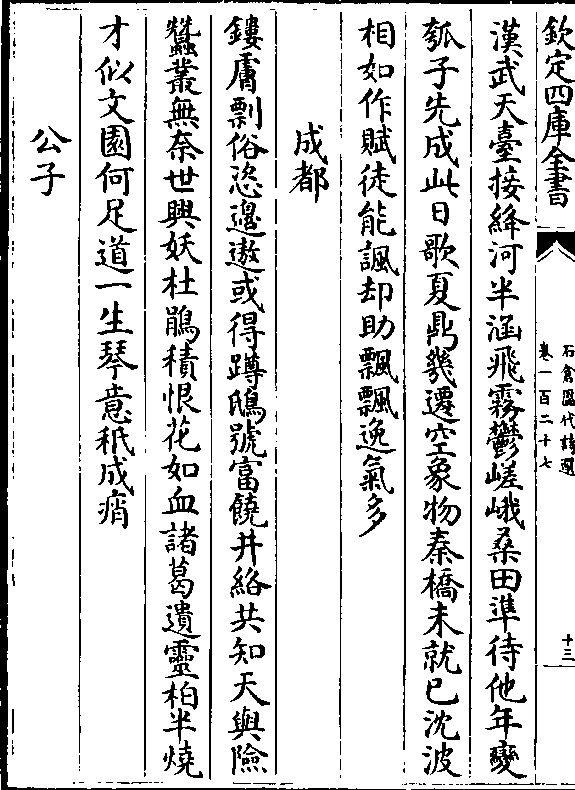 欽定四庫全書
石倉歷代詩選
卷一百二十七
十三
漢武天臺接絳河半涵飛霧鬱嵯峨桑田準待他年變
瓠子先成此日歌夏鼎幾遷空象物秦橋未就已沈波
相如作賦徒能諷却助飄飄逸氣多
成都
鏤膚剽俗恣邊遨或得蹲鴟號富饒井絡共知天與險
蠶叢無奈世興妖杜鵑積恨花如血諸葛遺靈柏半燒
才似文園何足道一生琴意秖成痟
公子